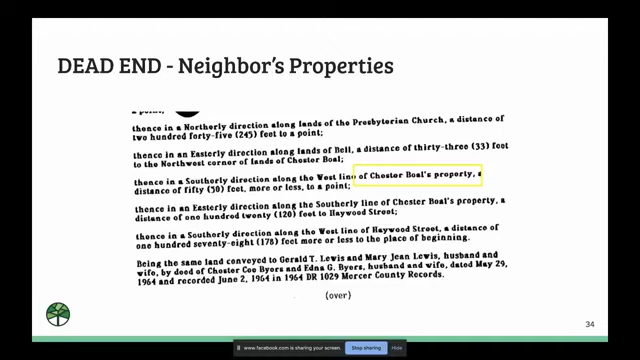 DEAD END - Neighbor's Properties
a point;
thence in a Northerly direction along lands of the Presbyterian Church, a distance of
two hundred forty-five (245) feet to a point;
thence in an Easterly direction along lands of Bell, a distance of thirty-three (33) feet
to the Northwest corner of lands of Chester Boal;
thence in a Southerly direction along the West line of Chester Boal's property, a
distance of fifty (50) feet, more or less, to a point;
thence in an Easterly direction along the Southerly line of Chester Boal's property, a
distance of one hundred twenty (120) feet to Haywood Street;
thence in a Southerly direction along the West line of Haywood Street, a distance of
one hundred seventy-eight (178) feet more or less to the place of beginning.
Being the same land conveyed to Gerald T. Lewis and Mary Jean Lewis, husband and
wife, by deed of Chester Coo Byers and Edna G. Byers, husband and wife, dated May 29,
1964 and recorded June 2, 1964 in 1964 DR 1029 Mercer County Records.
(over)
34
www.facebook.com is sharing your screen. Stop sharing Hide